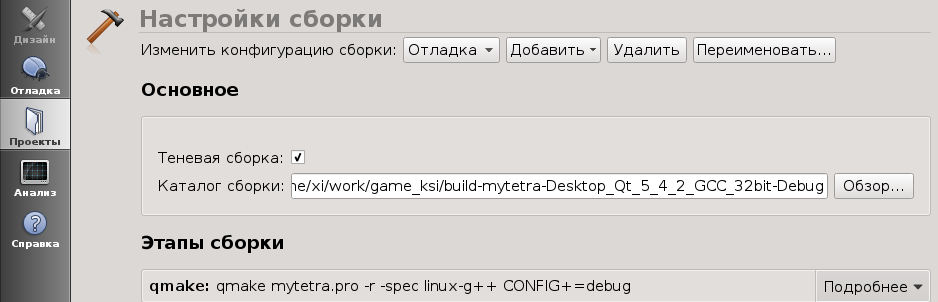 Дизайн
Отладка
Проекты
Анализ
Справка
Настройки сборки
Изменить конфигурацию сборки: Отладка Добавить Удалить Переименовать...
Основное
Теневая сборка:
Каталог сборки: ne/xi/work/game_ksi/build-mytetra-Desktop_Qt_5_4_2_GCC_32bit-Debug Обзор...
Этапы сборки
qmake: qmake mytetra.pro -r -spec linux-g++ CONFIG+=debug Подробнее